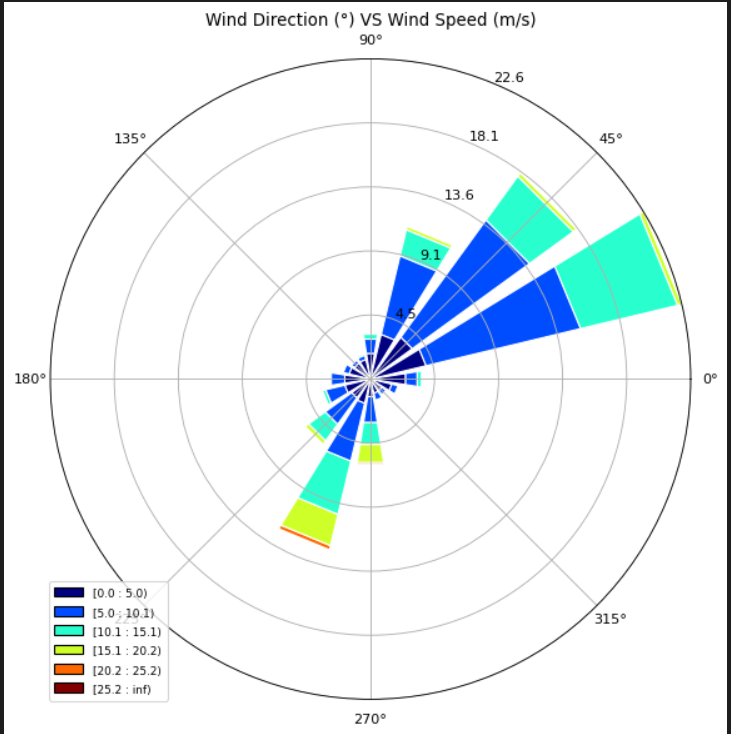 Wind Direction (°) VS Wind Speed (m/s)
90°
22.6
135°
18.1
45°
13.6
9.1
4.5
180°
0°
[0.0 : 5.0)
[5.0 : 10.1)
225°
315°
[10.1 : 15.1)
[15.1 : 20.2)
[20.2 : 25.2)
[25.2 : inf)
270°